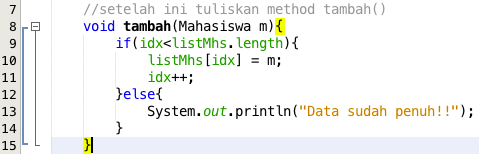 7 //setelah ini tuliskan method tambah()
8 void tambah(Mahasiswa m){
9 if(idx<listMhs.length){
10 listMhs[idx] = m;
11 idx++;
12 }else{
13 System.out.println("Data sudah penuh!!");
14 }
15 }